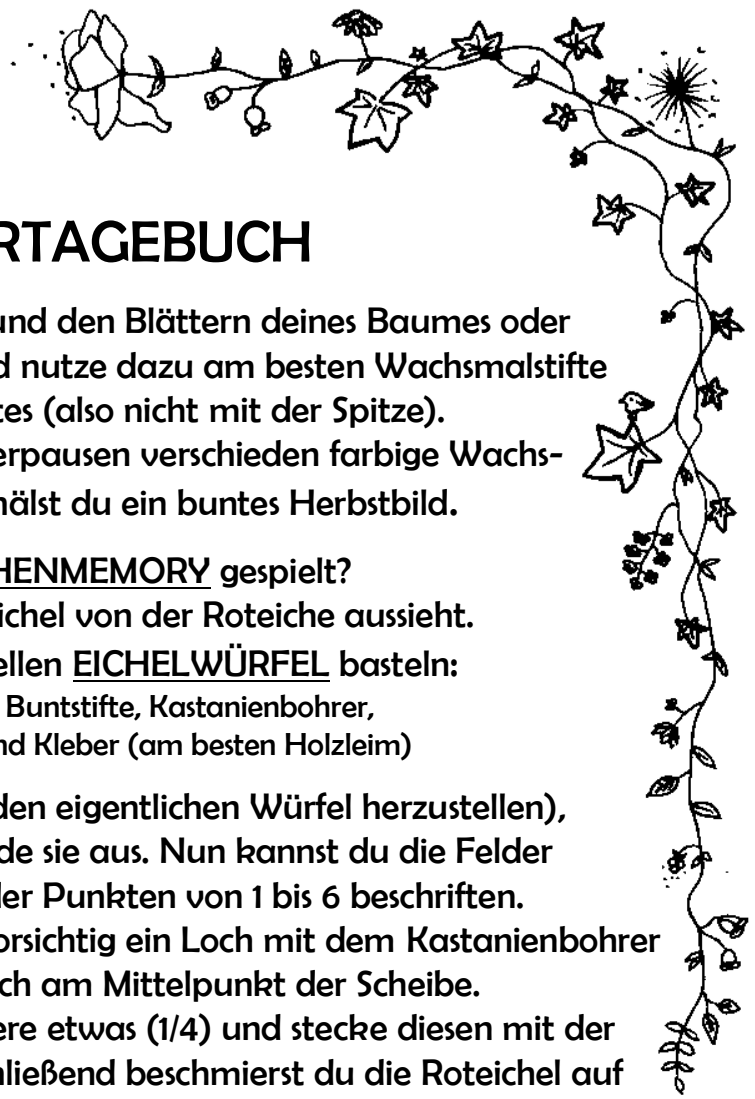 RTAGEBUCH
und den Blättern deines Baumes oder
d nutze dazu am besten Wachsmalstifte
tes (also nicht mit der Spitze).
erpausen verschieden farbige Wachs-
hälst du ein buntes Herbstbild.
HENMEMORY gespielt?
ichel von der Roteiche aussieht.
ellen EICHELWÜRFEL basteln:
Buntstifte, Kastanienbohrer,
nd Kleber (am besten Holzleim)
den eigentlichen Würfel herzustellen),
de sie aus. Nun kannst du die Felder
der Punkten von 1 bis 6 beschriften.
orsichtig ein Loch mit dem Kastanienbohrer
ch am Mittelpunkt der Scheibe.
ere etwas (1/4) und stecke diesen mit der
hließend beschmierst du die Roteichel auf